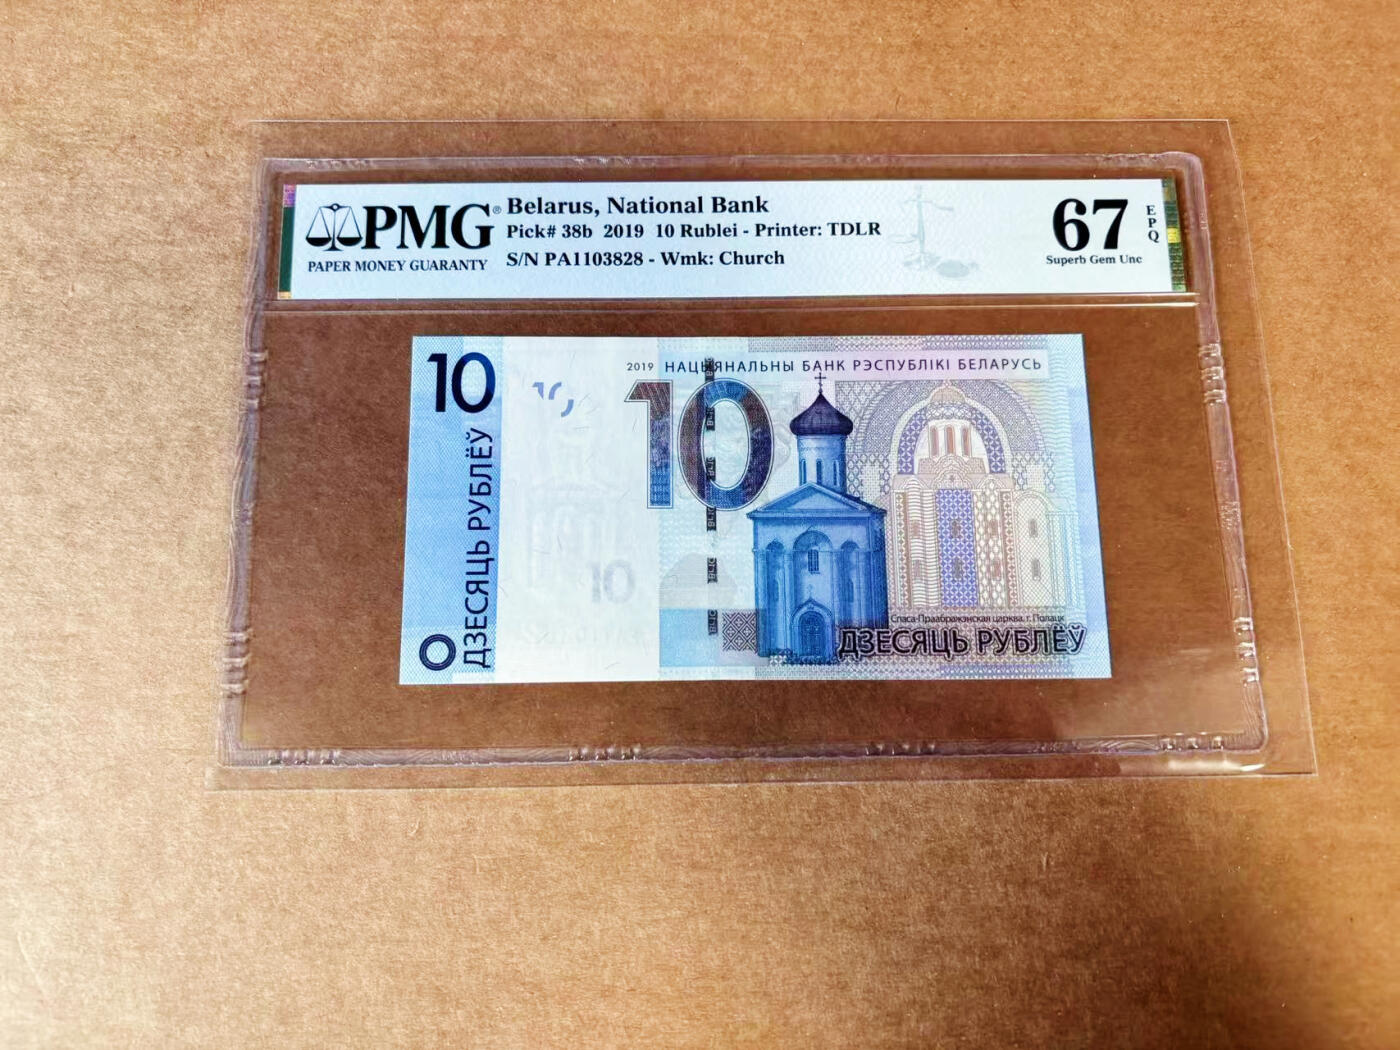 PMG®
PAPER MONEY GUARANTY
Belarus, National Bank
Pick# 38b 2019 10 Rublei - Printer: TDLR
S/N PA1103828 - Wmk: Church
67
EPQ
Superb Gem Unc
10
ДЗЕСЯЦЬ РУБЛЁЎ
2019 НАЦЫЯНАЛЬНЫ БАНК РЭСПУБЛІКІ БЕЛАРУСЬ
10
10
10
Спаса-Праабражэнская царква. г. Полацк
ДЗЕСЯЦЬ РУБЛЁЎ